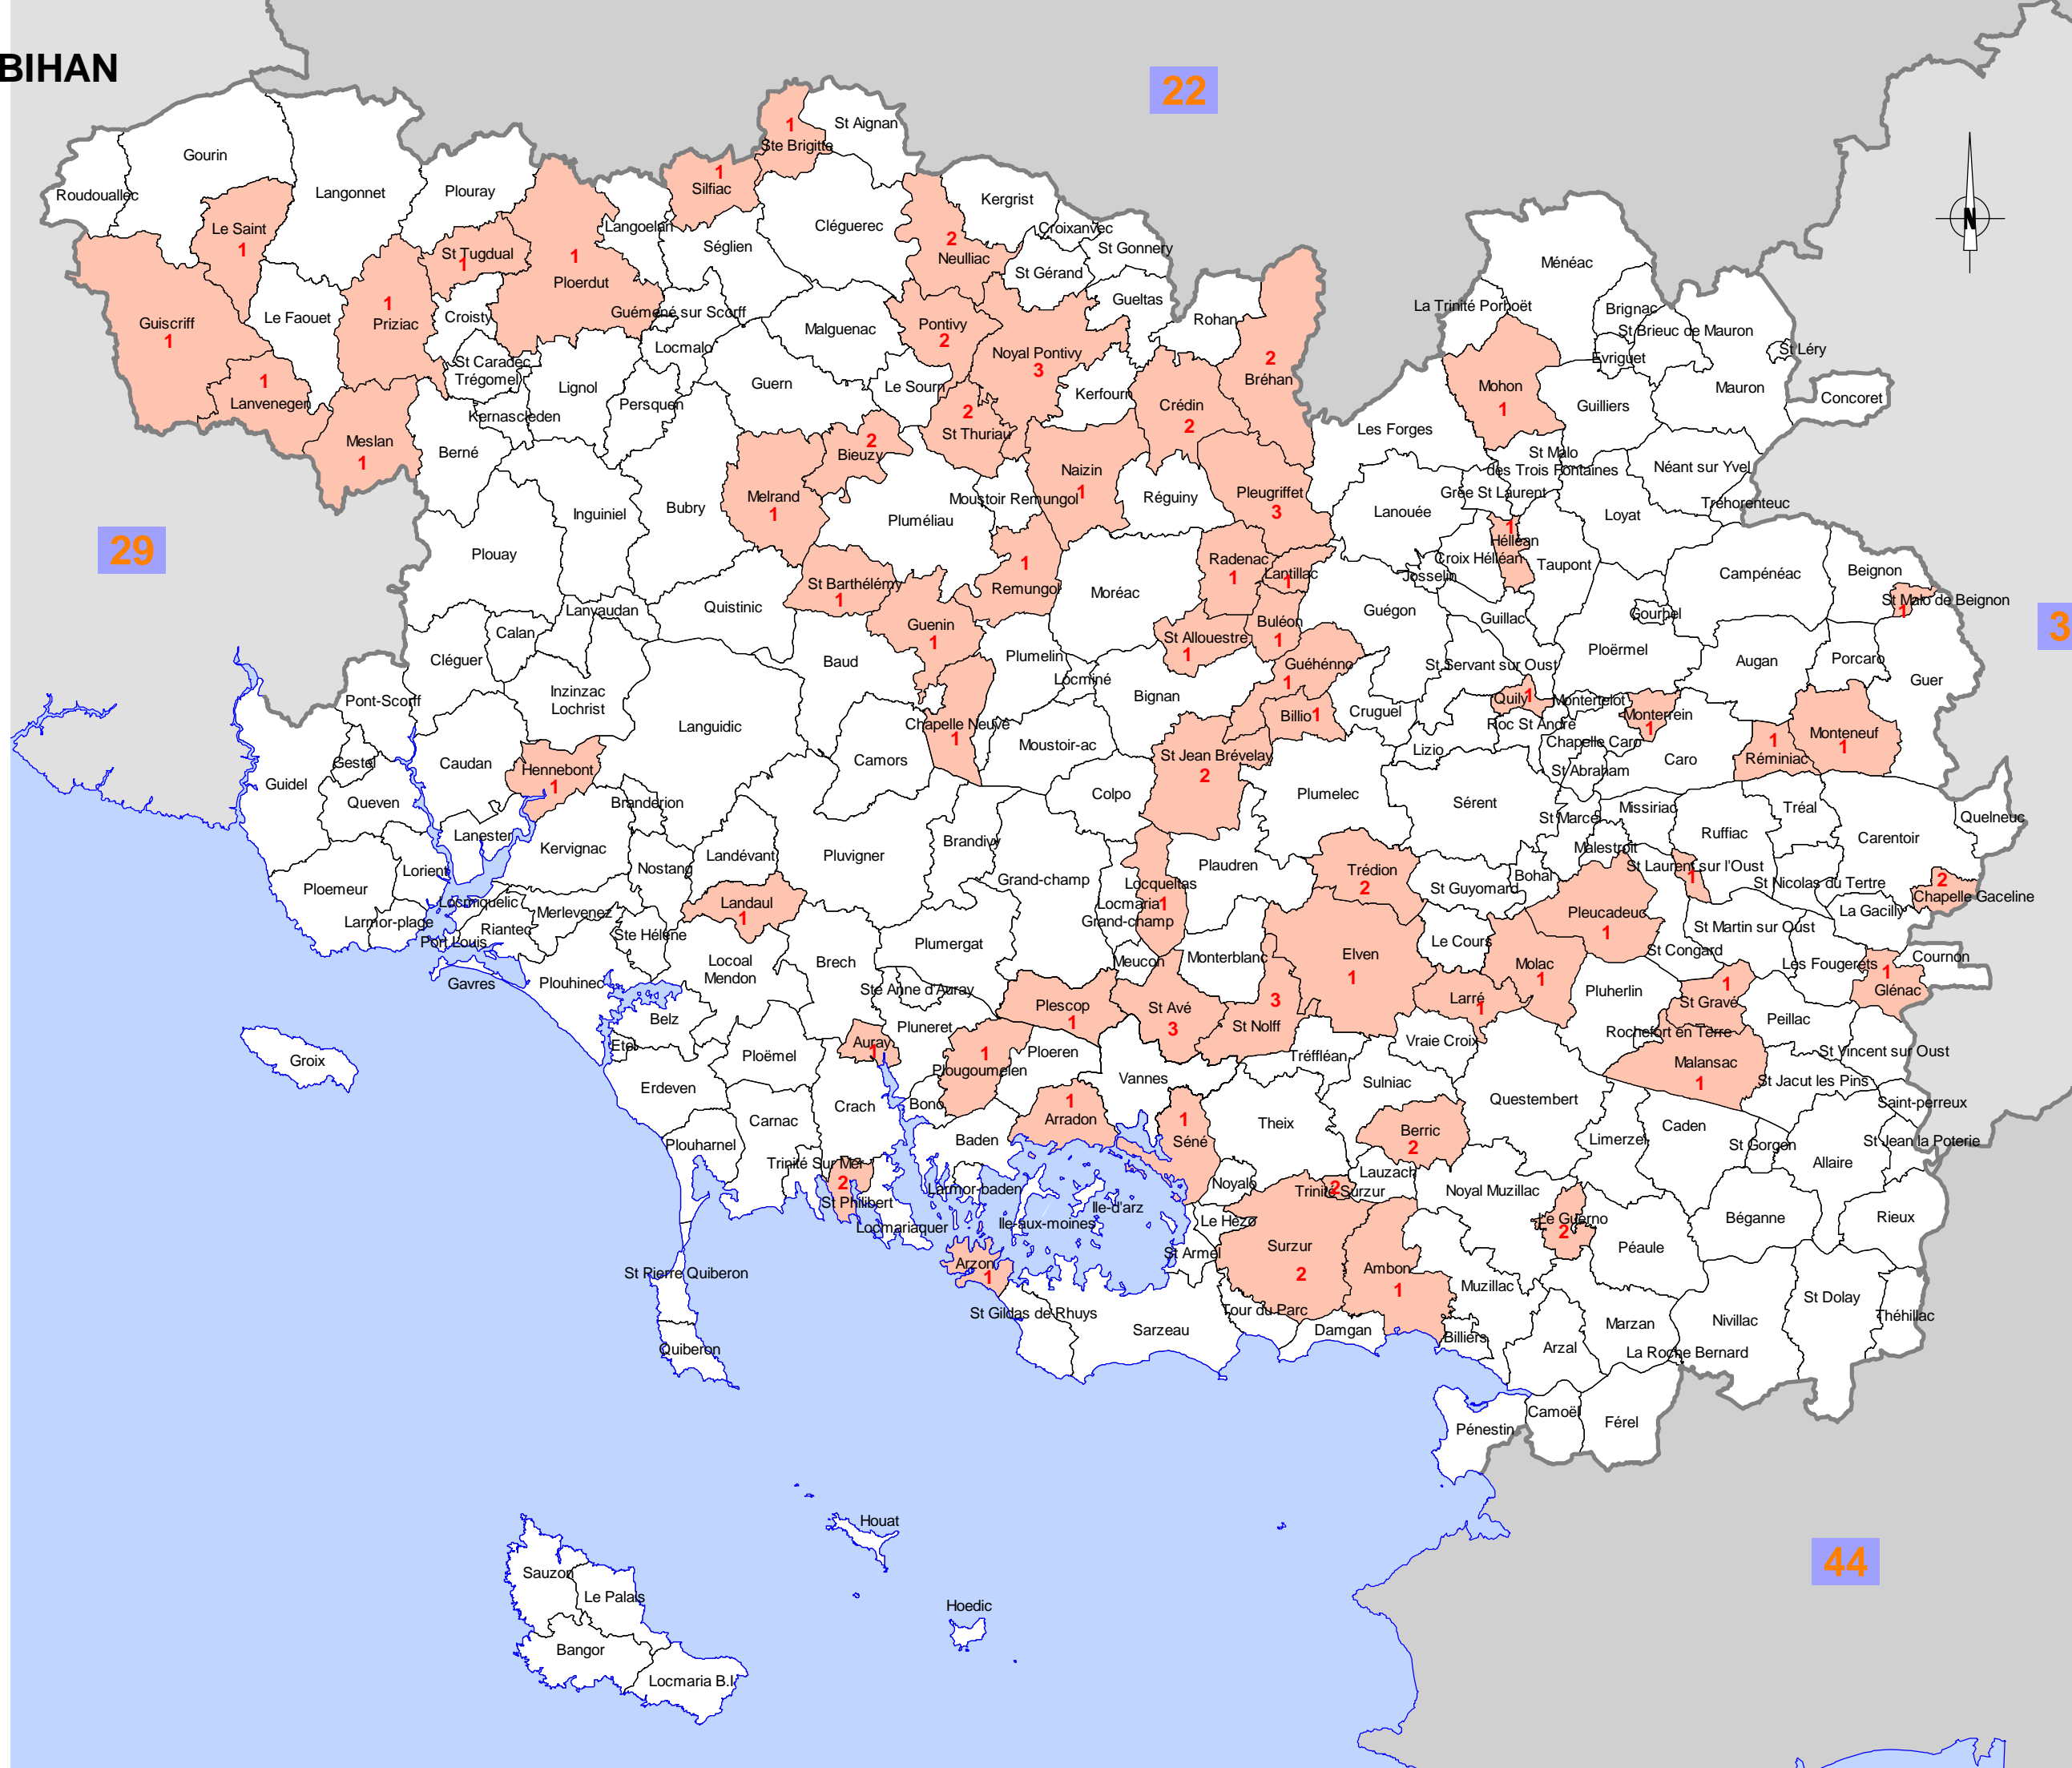 BIHAN
22
1
St Aignan
Ste Brigitte
Gourin
1
Silfiac
Roudouallec
Langonnet
Plouray
Kergrist
Le Saint
1
Langoelan
Cléguerec
Croixanvec
2
Neulliac
St Gonnery
St Tugdual
1
1
Ploerdut
Séglien
St Gérand
Ménéac
Gueltas
1
Priziac
Le Faouet
Croisty
Guémené sur Scorff
La Trinité Porhoët
Brignac
Guiscriff
1
Malguenac
Pontivy
2
Rohan
St Brieuc de Mauron
Locmalo
Noyal Pontivy
3
2
Bréhan
Evriguet
St Léry
St Caradec
Trégomel
1
Lanvenegen
Lignol
Guern
Le Sourn
Kerfourn
Mohon
1
Mauron
Concoret
Persquen
Kernascleden
2
St Thuriau
Crédin
2
Guilliers
Meslan
1
Berné
2
Bieuzy
Les Forges
St Malo
des Trois Fontaines
Néant sur Yvel
Naizin
1
Melrand
1
Moustoir Remungol
Réguiny
Pleugriffet
3
Grée St Laurent
Tréhorenteuc
Inguiniel
Bubry
Pluméliau
Lanouée
Loyat
29
Plouay
1
Hélléan
Croix Hélléan
Taupont
Radenac
1
Lantillac
1
Josselin
Campénéac
Beignon
St Barthélémy
1
1
Remungol
Moréac
St Malo de Beignon
1
Lanvaudan
Quistinic
Guégon
Guillac
Gourhel
3
Calan
Guenin
1
Buléon
1
St Allouestre
1
Ploërmel
Cléguer
Baud
Plumelin
Locminé
Guéhénno
1
St Servant sur Oust
Augan
Porcaro
Guer
Pont-Scorff
Inzinzac
Lochrist
Bignan
Quily
1
Montertelot
Languidic
Chapelle Neuve
1
Billio
1
Cruguel
Roc St André
Monterrein
1
Monteneuf
1
Moustoir-ac
Lizio
Chapelle Caro
1
Réminiac
Gestel
Caudan
Hennebont
1
Camors
St Jean Brévelay
2
St Abraham
Caro
Guidel
Queven
Branderion
Colpo
Plumelec
Sérent
Missiriac
Tréal
St Marcel
Quelneuc
Lanester
Kervignac
Brandivy
Ruffiac
Carentoir
Landévant
Pluvigner
Malestroit
Lorient
Nostang
Plaudren
Trédion
2
Bohal
St Laurent sur l'Oust
1
Ploemeur
Grand-champ
Locqueltas
St Guyomard
St Nicolas du Tertre
2
Chapelle Gaceline
Locmiquelic
Landaul
1
Locmaria
1
Grand-champ
Pleucadeuc
1
La Gacilly
Larmor-plage
Merlevenez
Riantec
Ste Hélène
St Martin sur Oust
Port Louis
Plumergat
Le Cours
St Congard
Locoal
Mendon
Brech
Meucon
Monterblanc
Elven
1
Molac
1
Les Fougerêts
Cournon
Gavres
Plouhinec
Ste Anne d'Auray
1
Glénac
Pluherlin
1
St Gravé
Plescop
1
St Avé
3
3
St Nolff
Larré
1
Belz
Pluneret
Rochefort en Terre
Peillac
Etel
Auray
1
Vraie Croix
Groix
Ploëmel
1
Plougoumelen
Ploeren
Tréffléan
Malansac
1
St Vincent sur Oust
Erdeven
Vannes
Sulniac
St Jacut les Pins
Crach
Bono
1
Arradon
Questembert
Saint-perreux
Carnac
1
Séné
Theix
Berric
2
Caden
Plouharnel
Baden
Limerzel
St Gorgon
St Jean la Poterie
Trinité Sur Mer
2
Lauzach
Allaire
Larmor-baden
Noyalo
Trinité Surzur
2
Noyal Muzillac
St Philibert
Ile-d'arz
Locmariaquer
Ile-aux-moines
Le Hézo
Le Guerno
2
Béganne
Rieux
St Armel
Surzur
2
Péaule
Arzon
1
Ambon
1
St Pierre Quiberon
Muzillac
St Gildas de Rhuys
Tour du Parc
St Dolay
Théhillac
Sarzeau
Damgan
Billiers
Marzan
Nivillac
Quiberon
Arzal
La Roche Bernard
Camoël
Férel
Pénestin
Houat
44
Sauzon
Le Palais
Hoedic
Bangor
Locmaria B.I.
N